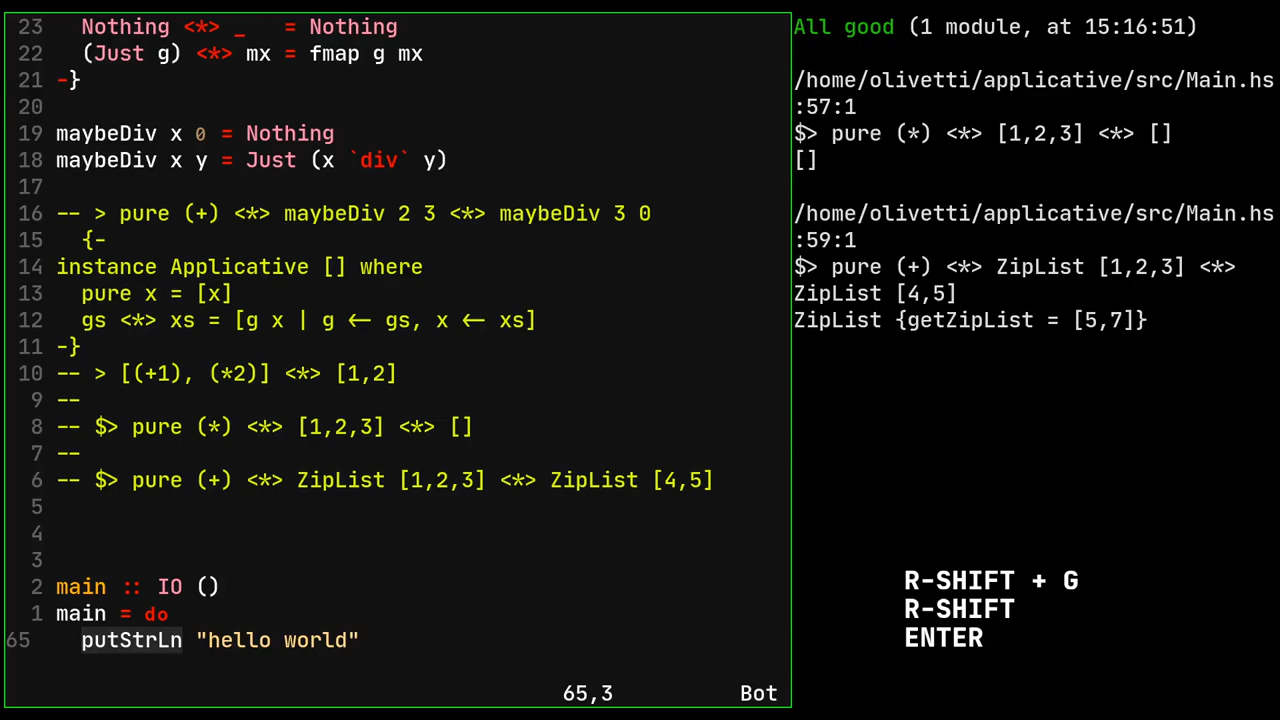 23    Nothing <*> _   = Nothing
22    (Just g) <*> mx = fmap g mx
21  -}
20
19  maybeDiv x 0 = Nothing
18  maybeDiv x y = Just (x `div` y)
17
16  -- > pure (+) <*> maybeDiv 2 3 <*> maybeDiv 3 0
15    {-
14  instance Applicative [] where
13    pure x = [x]
12    gs <*> xs = [g x | g <- gs, x <- xs]
11  -}
10  -- > [(+1), (*2)] <*> [1,2]
9  --
8  -- $> pure (*) <*> [1,2,3] <*> []
7  --
6  -- $> pure (+) <*> ZipList [1,2,3] <*> ZipList [4,5]
5
4
3
2  main :: IO ()
1  main = do
65    putStrLn "hello world"
65,3 Bot
All good (1 module, at 15:16:51)
/home/olivetti/applicative/src/Main.hs
:57:1
$> pure (*) <*> [1,2,3] <*> []
[]
/home/olivetti/applicative/src/Main.hs
:59:1
$> pure (+) <*> ZipList [1,2,3] <*>
ZipList [4,5]
ZipList {getZipList = [5,7]}
R-SHIFT + G
R-SHIFT
ENTER